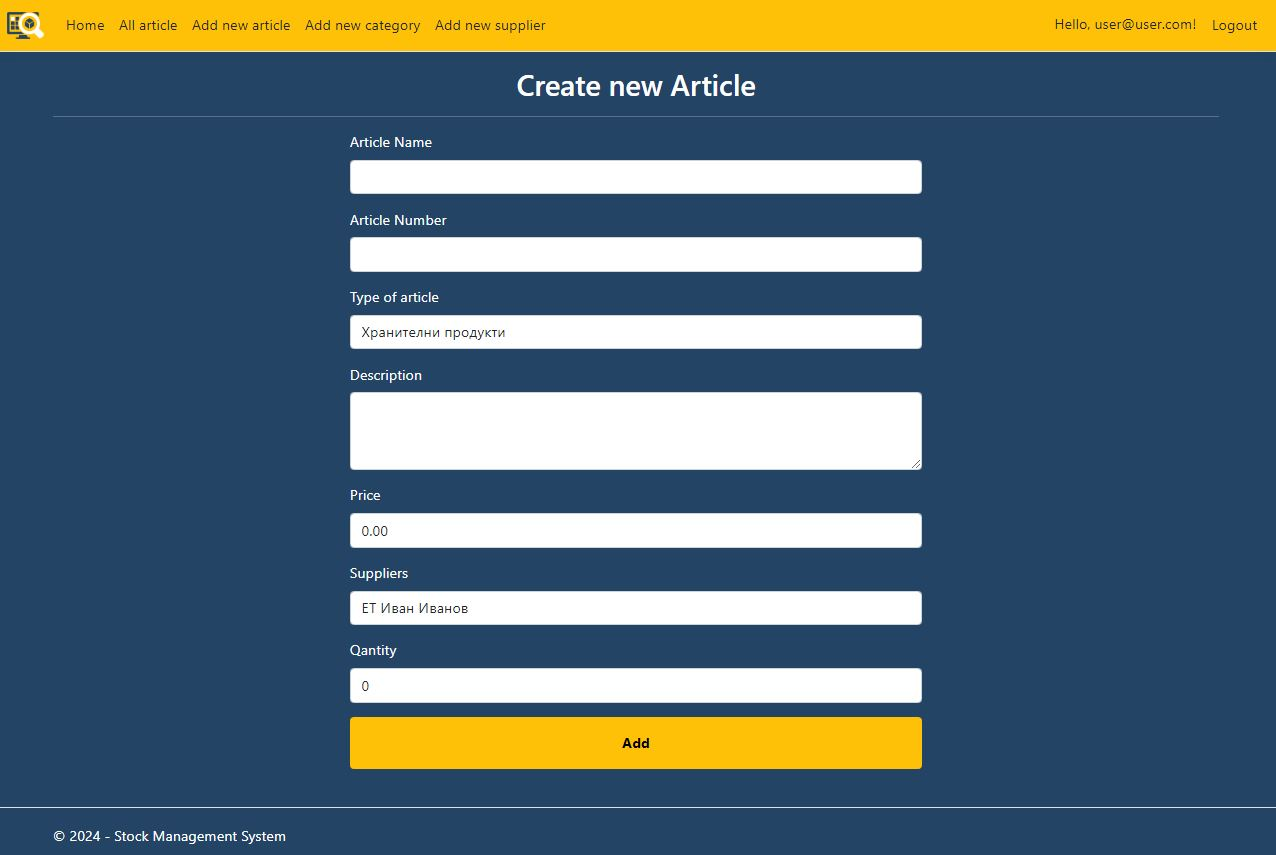 Home All article Add new article Add new category Add new supplier Hello, user@user.com! Logout
Create new Article
Article Name
Article Number
Type of article
Хранителни продукти
Description
Price
0.00
Suppliers
ЕТ Иван Иванов
Qantity
0
Add
© 2024 - Stock Management System